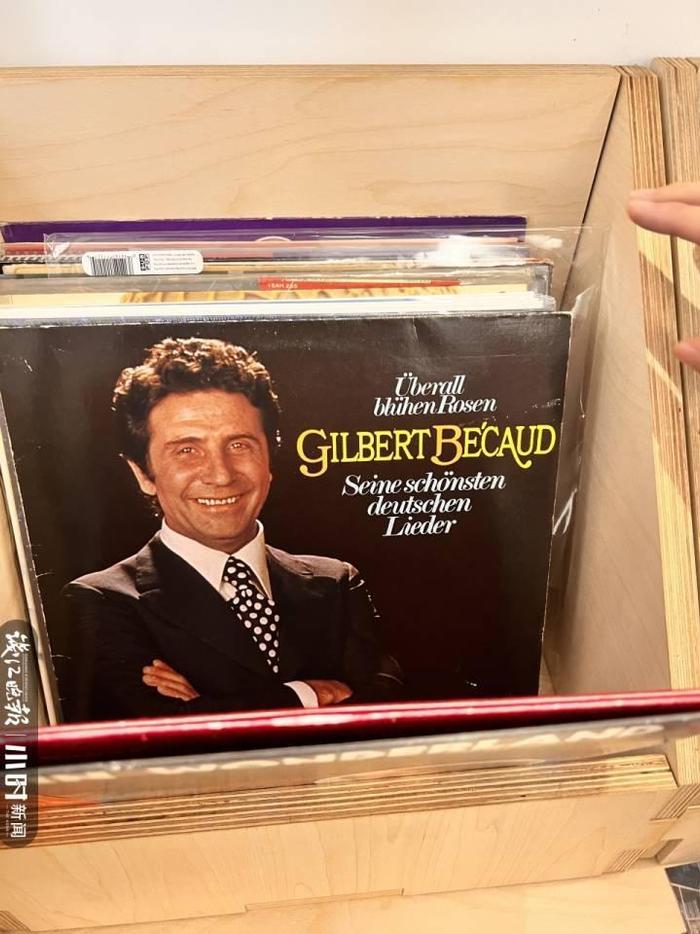 Überall
blühen Rosen
GILBERT BÉCAUD
Seine schönsten
deutschen
Lieder
钱江晚报
小时新闻